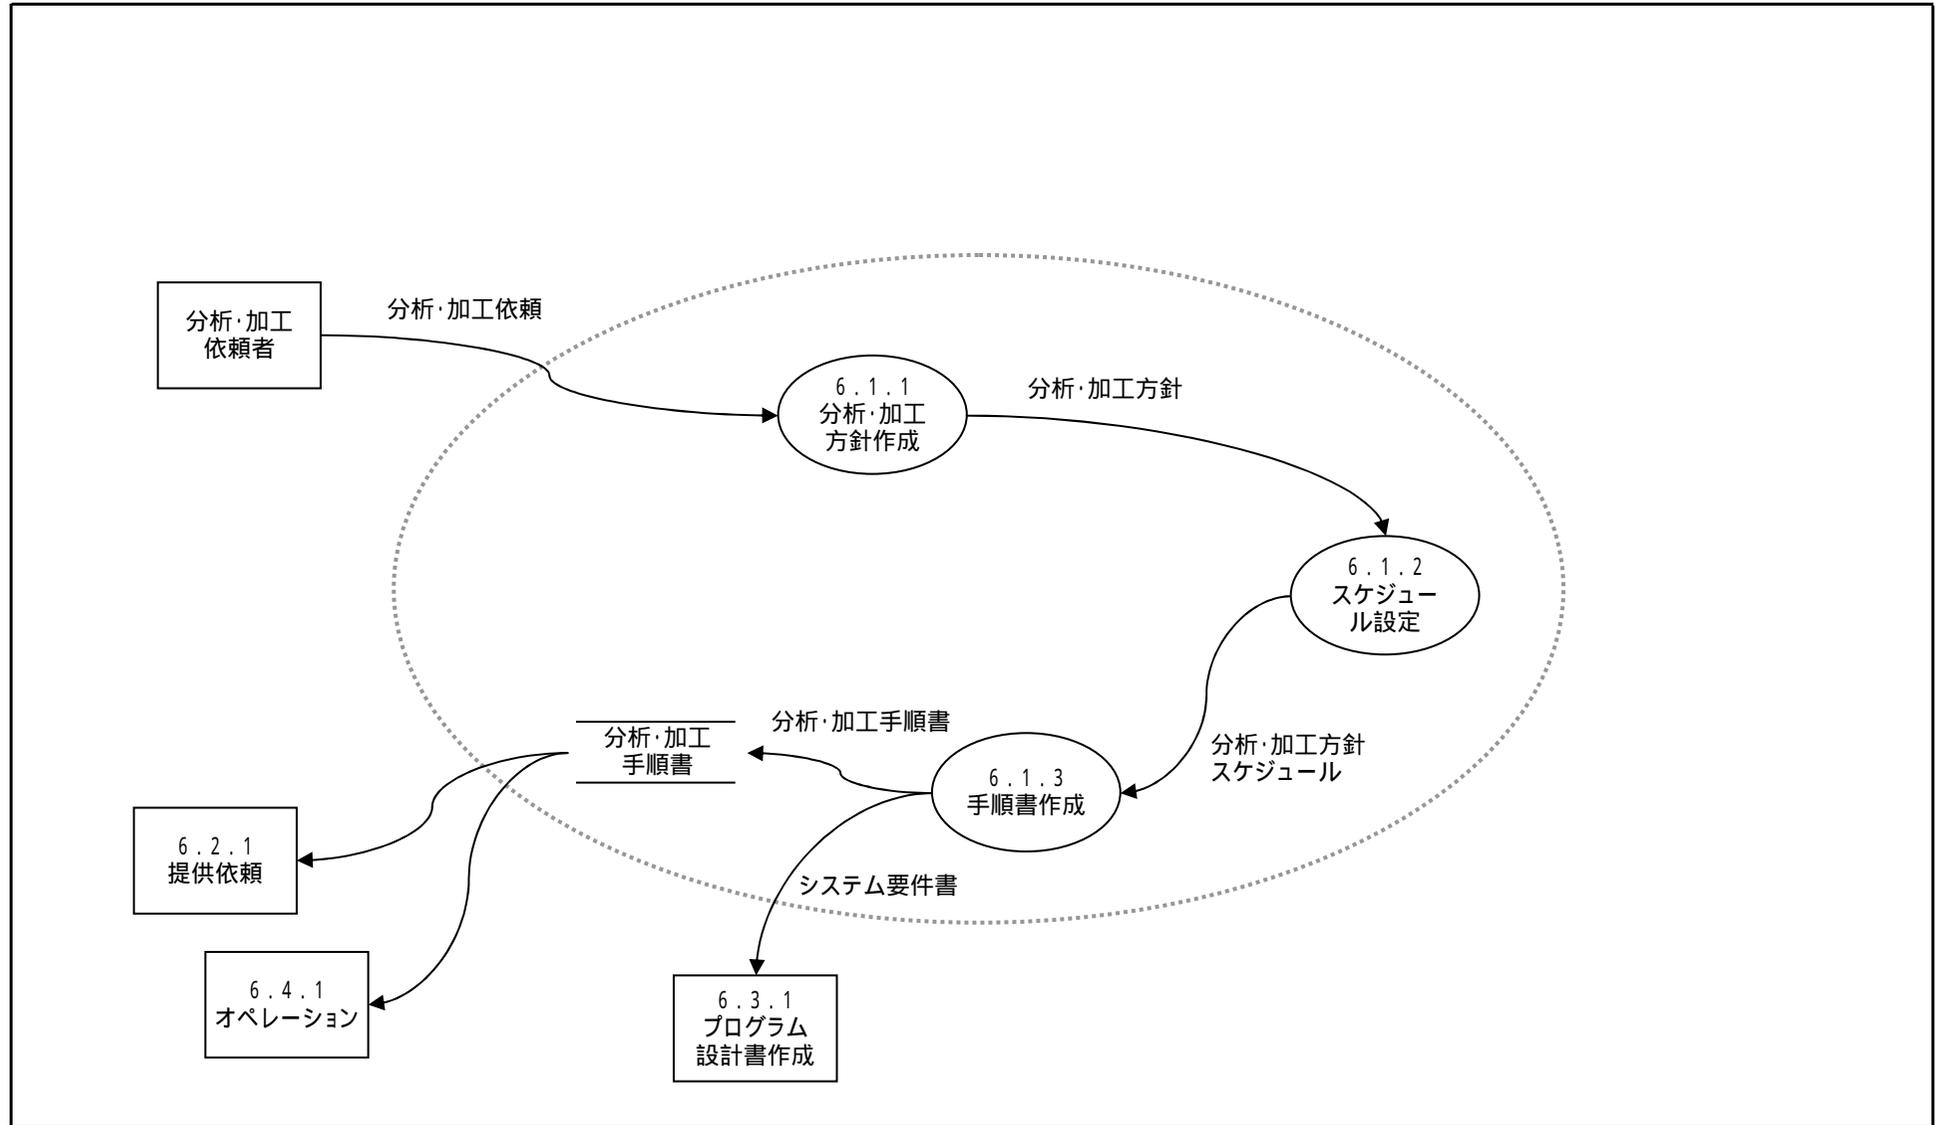 分析･加工
依頼者
分析･加工依頼
6.1.1
分析･加工
方針作成
分析･加工方針
6.1.2
スケジュー
ル設定
分析･加工方針
スケジュール
6.1.3
手順書作成
分析･加工手順書
分析･加工
手順書
6.2.1
提供依頼
6.4.1
オペレーション
システム要件書
6.3.1
プログラム
設計書作成